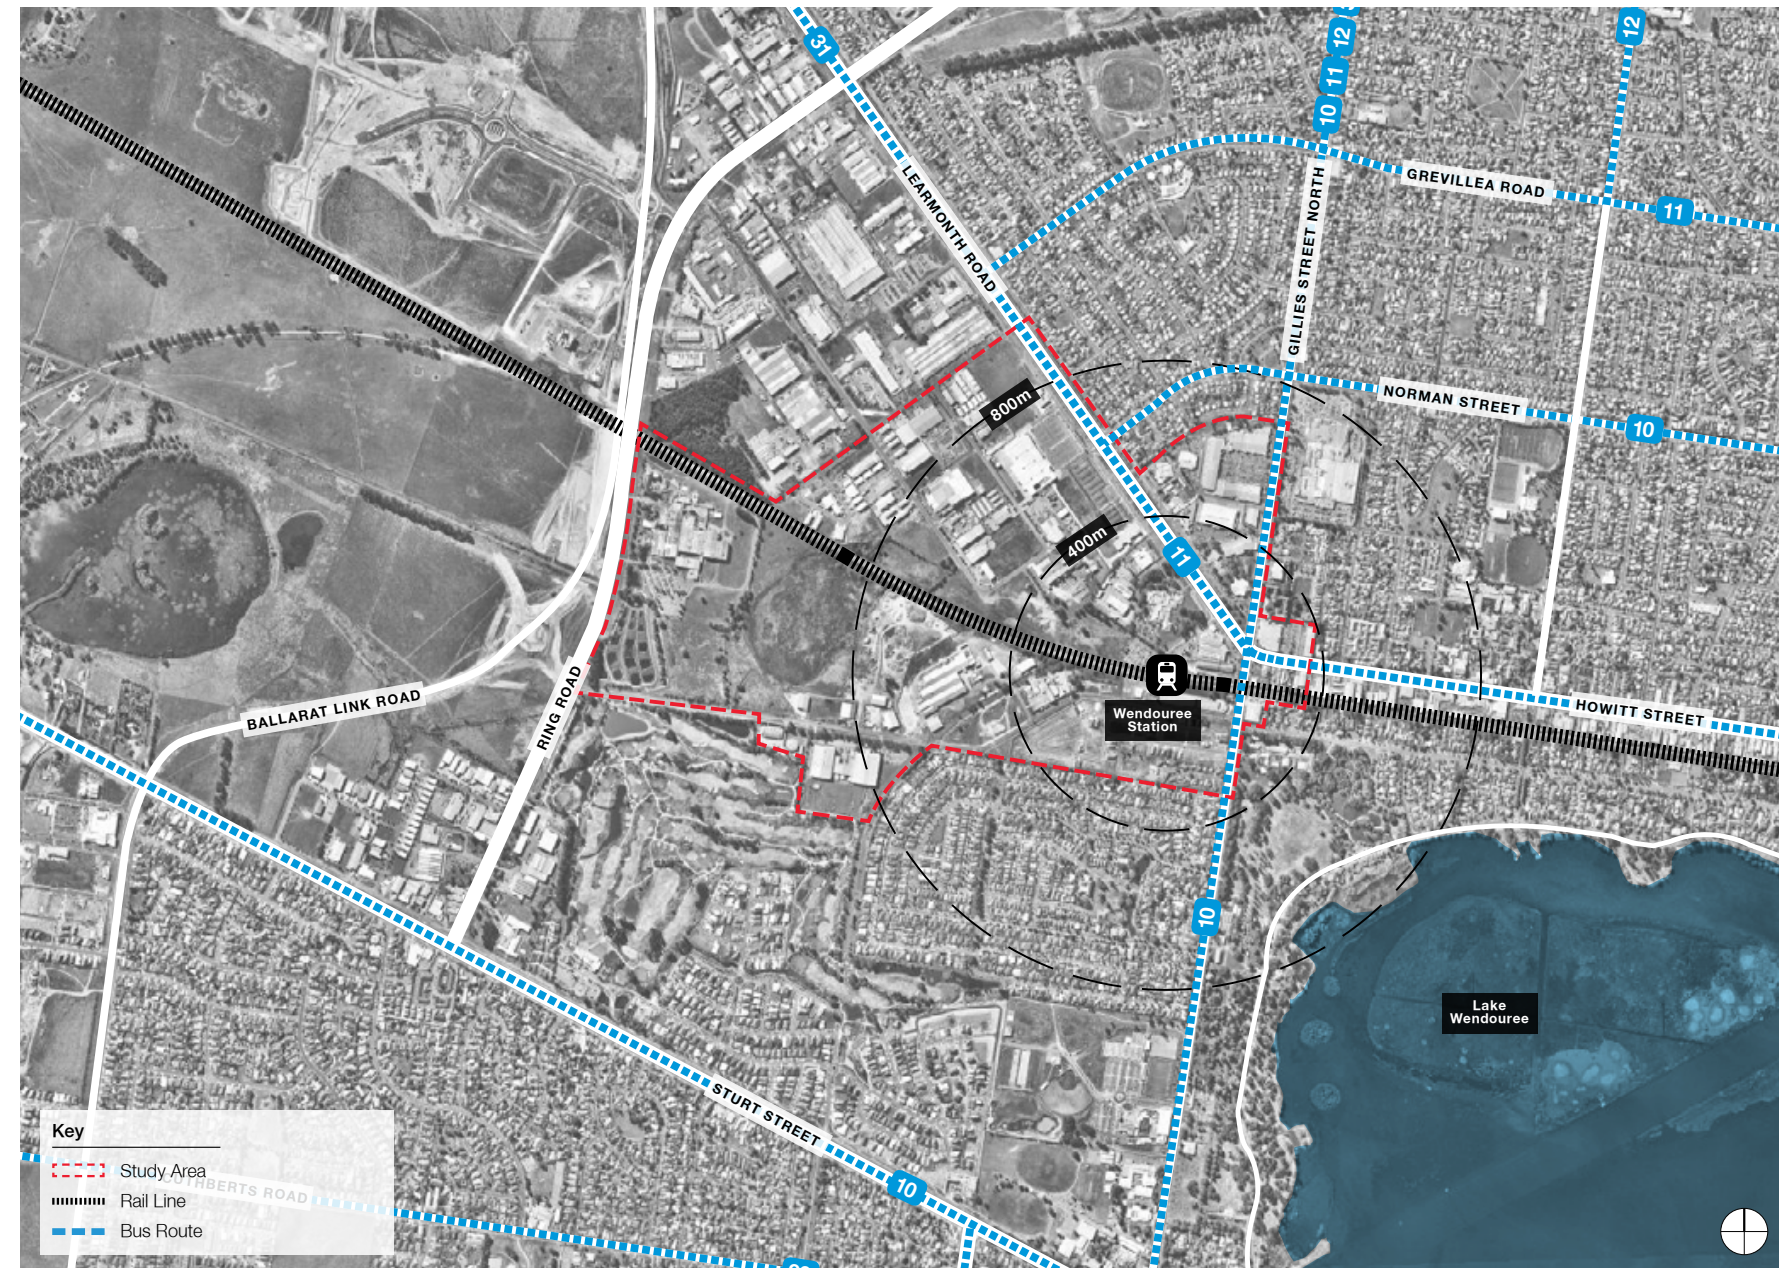 31
12
11
10
12
LEARMONTH ROAD
GILLIES STREET NORTH
GREVILLEA ROAD
11
800m
NORMAN STREET
10
400m
11
Wendouree
Station
HOWITT STREET
BALLARAT LINK ROAD
RING ROAD
10
Lake
Wendouree
STURT STREET
10
Key
Study Area
Rail Line
Bus Route
CUTHBERTS ROAD